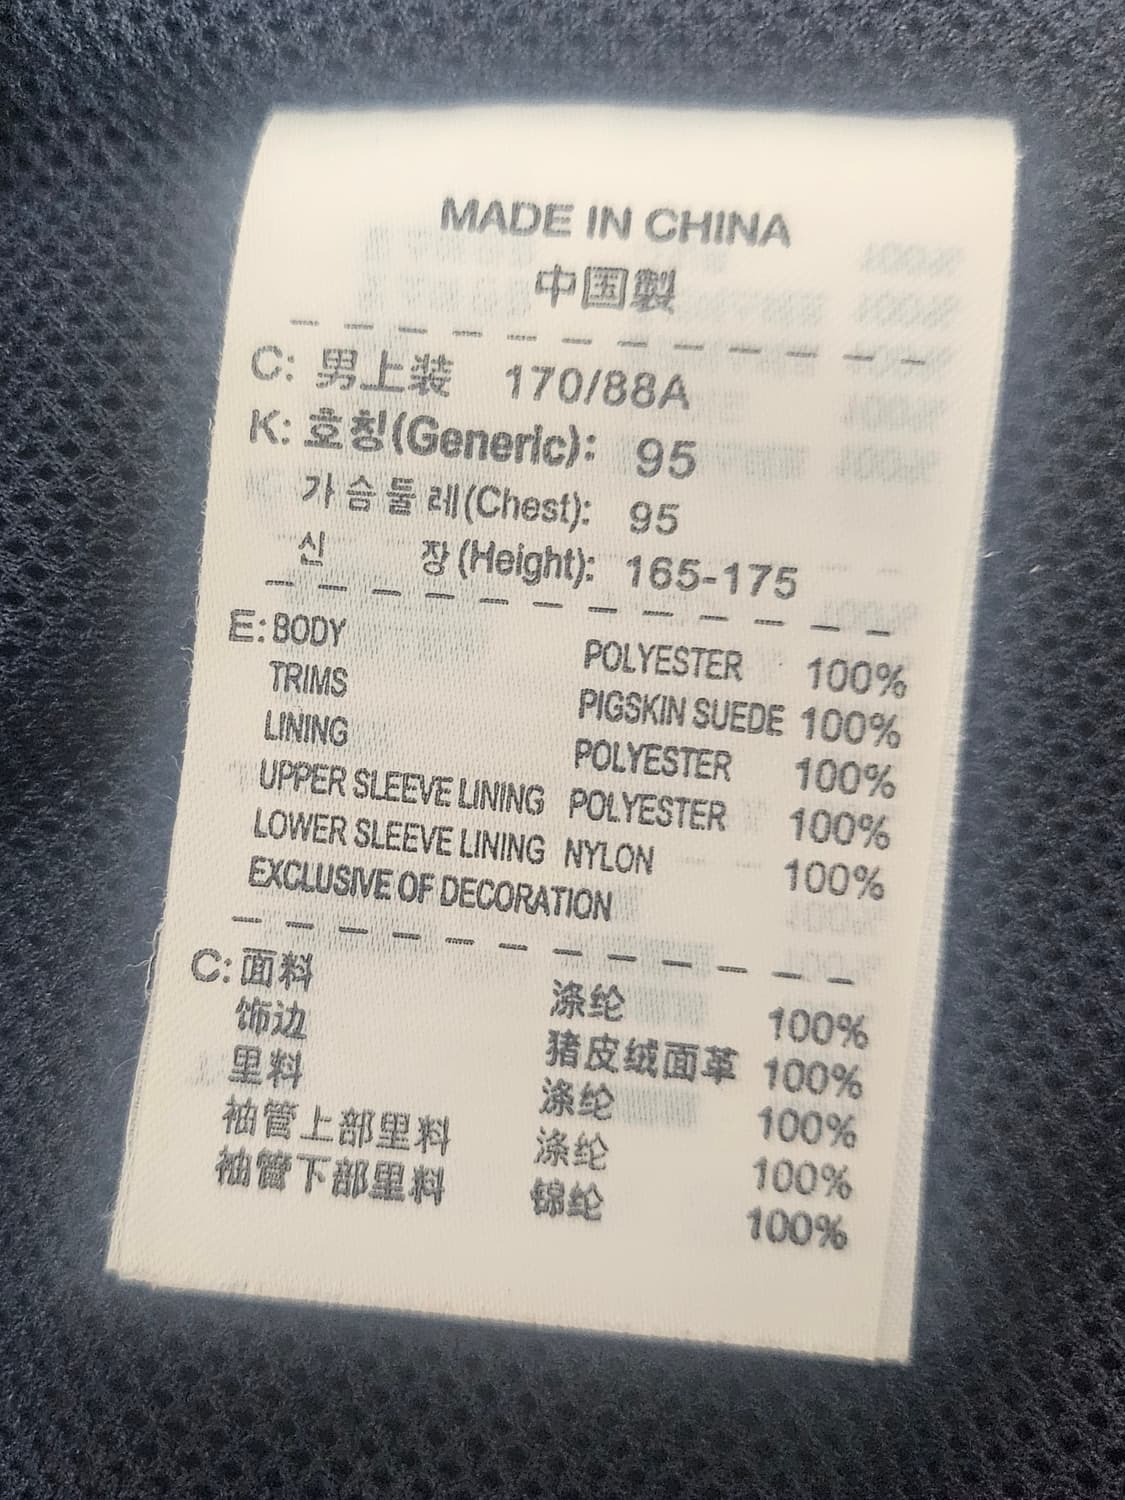 MADE IN CHINA
中国製
C: 男上装 170/88A
K: 호칭(Generic): 95
가슴둘레(Chest): 95
신 장(Height): 165-175
E: BODY POLYESTER 100%
TRIMS PIGSKIN SUEDE 100%
LINING POLYESTER 100%
UPPER SLEEVE LINING POLYESTER 100%
LOWER SLEEVE LINING NYLON 100%
EXCLUSIVE OF DECORATION
C: 面料 涤纶 100%
饰边 猪皮绒面革 100%
里料 涤纶 100%
袖管上部里料 涤纶 100%
袖管下部里料 锦纶 100%